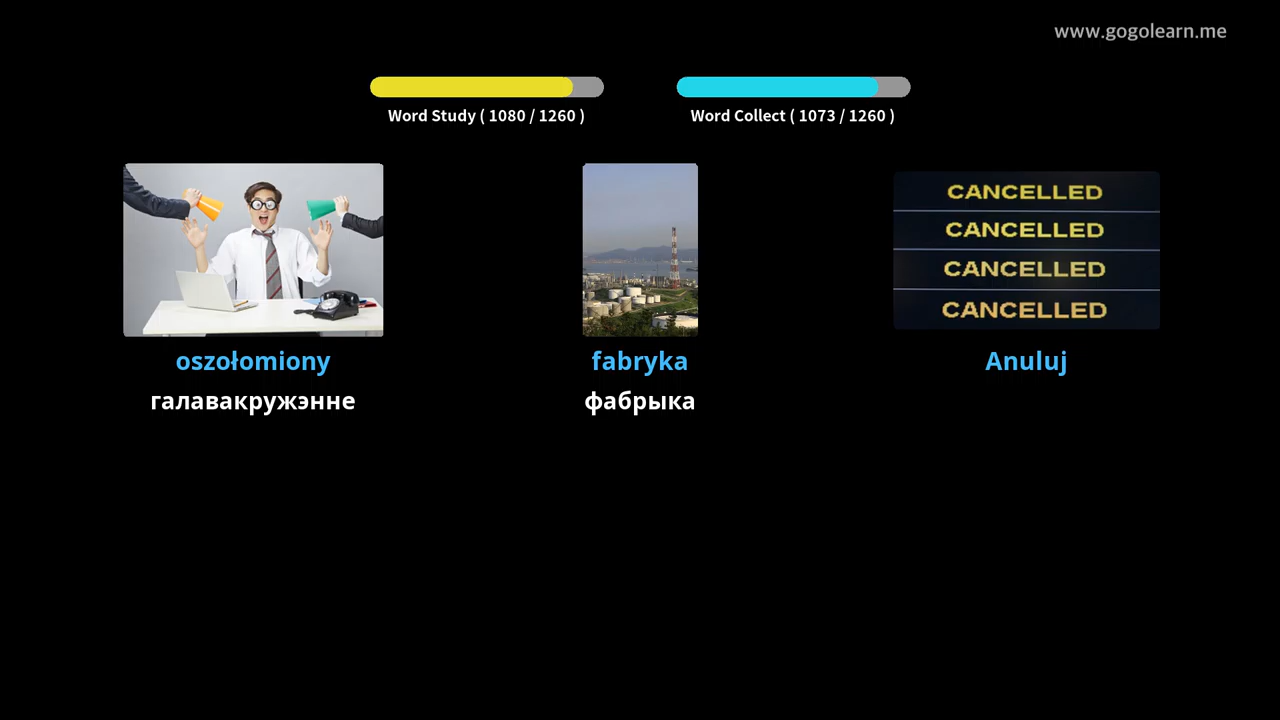 www.gogolearn.me
Word Study ( 1080 / 1260 )
Word Collect ( 1073 / 1260 )
CANCELLED
CANCELLED
CANCELLED
CANCELLED
oszołomiony
fabryka
Anuluj
галавакружэнне
фабрыка